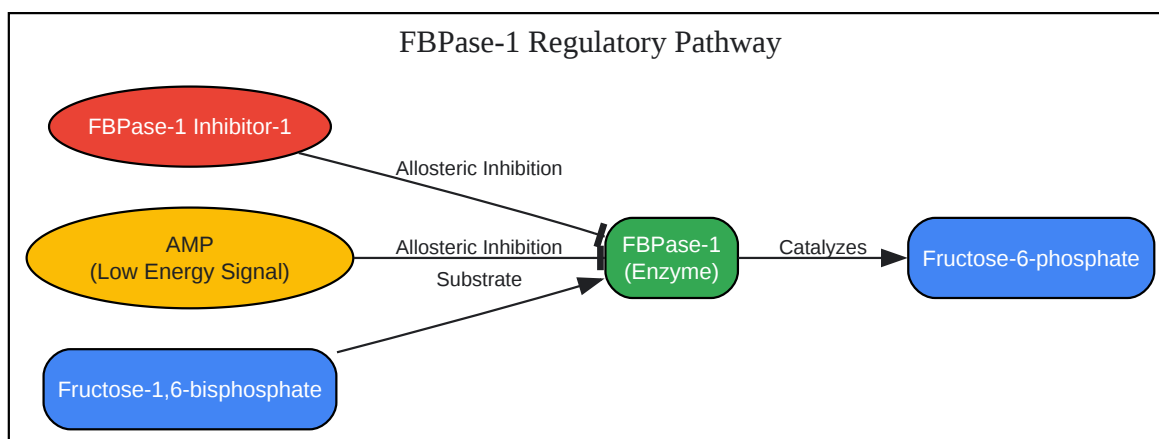 FBPase-1 Regulatory Pathway
FBPase-1 Inhibitor-1
Allosteric Inhibition
AMP
(Low Energy Signal)
Allosteric Inhibition
Substrate
FBPase-1
(Enzyme)
Catalyzes
Fructose-6-phosphate
Fructose-1,6-bisphosphate